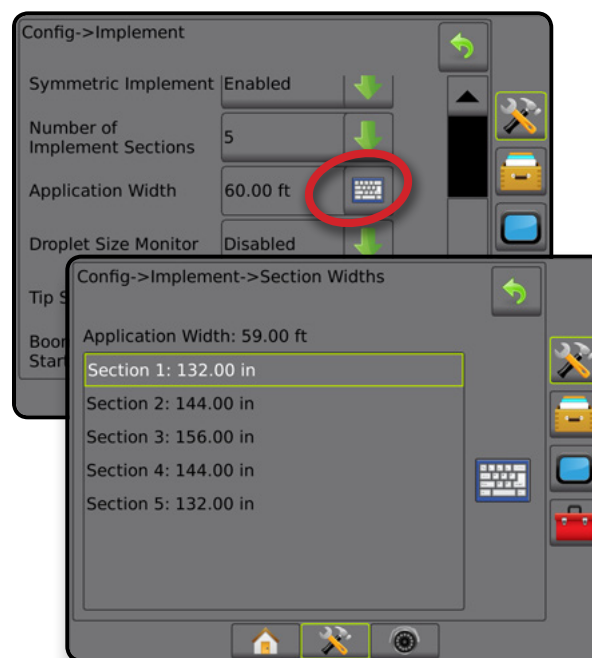 Config->Implement
Symmetric Implement Enabled
Number of
Implement Sections 5
Application Width 60.00 ft
Droplet Size Monitor Disabled
Tip
Start
Config->Implement->Section Widths
Application Width: 59.00 ft
Section 1: 132.00 in
Section 2: 144.00 in
Section 3: 156.00 in
Section 4: 144.00 in
Section 5: 132.00 in